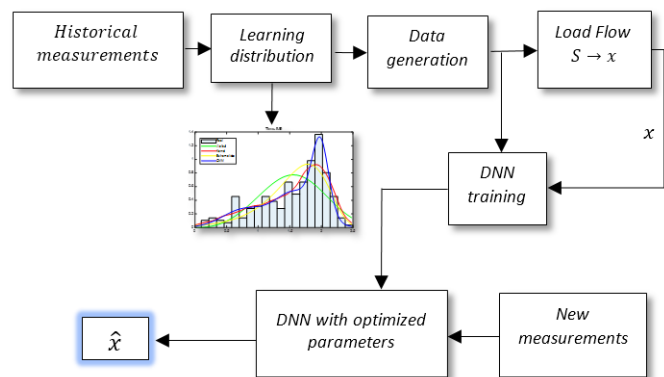 Historical
measurements
Learning
distribution
Data
generation
Load Flow
S → x
x
DNN
training
DNN with optimized
parameters
New
measurements
x̂